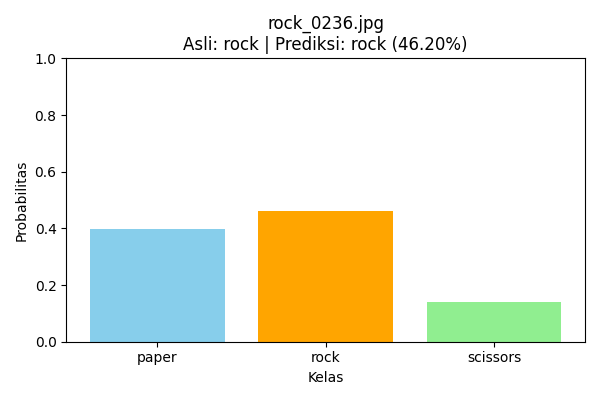 rock_0236.jpg
Asli: rock | Prediksi: rock (46.20%)
1.0
0.8
0.6
0.4
0.2
0.0
Probabilitas
paper
rock
scissors
Kelas